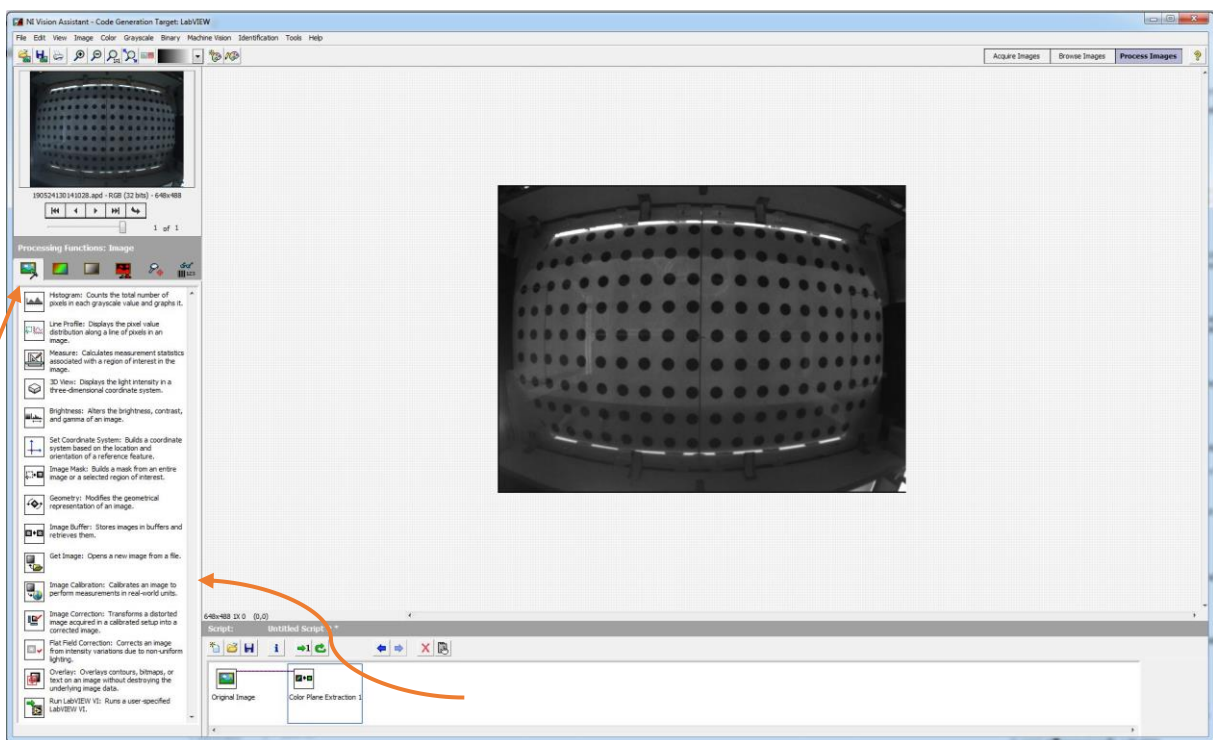 NI Vision Assistant - Code Generation Target: LabVIEW
File Edit View Image Color Grayscale Binary Machine Vision Identification Tools Help
Acquire Images Browse Images Process Images
190524130141028.apd - RGB (32 bits) - 648x488
1 of 1
Processing Functions: Image
Histogram: Counts the total number of
pixels in each grayscale value and graphs it.
Line Profile: Displays the pixel value
distribution along a line of pixels in an
image.
Measure: Calculates measurement statistics
associated with a region of interest in the
image.
3D View: Displays the light intensity in a
three-dimensional coordinate system.
Brightness: Alters the brightness, contrast,
and gamma of an image.
Set Coordinate System: Builds a coordinate
system based on the location and
orientation of a reference feature.
Image Mask: Builds a mask from an entire
image or a selected region of interest.
Geometry: Modifies the geometrical
representation of an image.
Image Buffer: Stores images in buffers and
retrieves them.
Get Image: Opens a new image from a file.
Image Calibration: Calibrates an image to
perform measurements in real-world units.
Image Correction: Transforms a distorted
image acquired in a calibrated setup into a
corrected image.
Flat Field Correction: Corrects an image
from intensity variations due to non-uniform
lighting.
Overlay: Overlays contours, bitmaps, or
text on an image without destroying the
underlying image data.
Run LabVIEW VI: Runs a user-specified
LabVIEW VI.
648x488 1X 0 (0,0)
Script: Untitled Script 1 *
Original Image
Color Plane Extraction 1